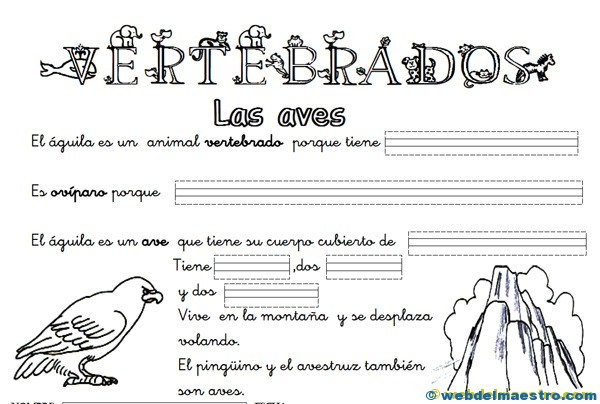 VERTEBRADOS
Las aves
El águila es un animal vertebrado porque tiene
Es ovíparo porque
El águila es un ave que tiene su cuerpo cubierto de
Tiene ,dos
y dos
Vive en la montaña y se desplaza
volando.
El pingüino y el avestruz también
son aves.
© webdelmaestro.com